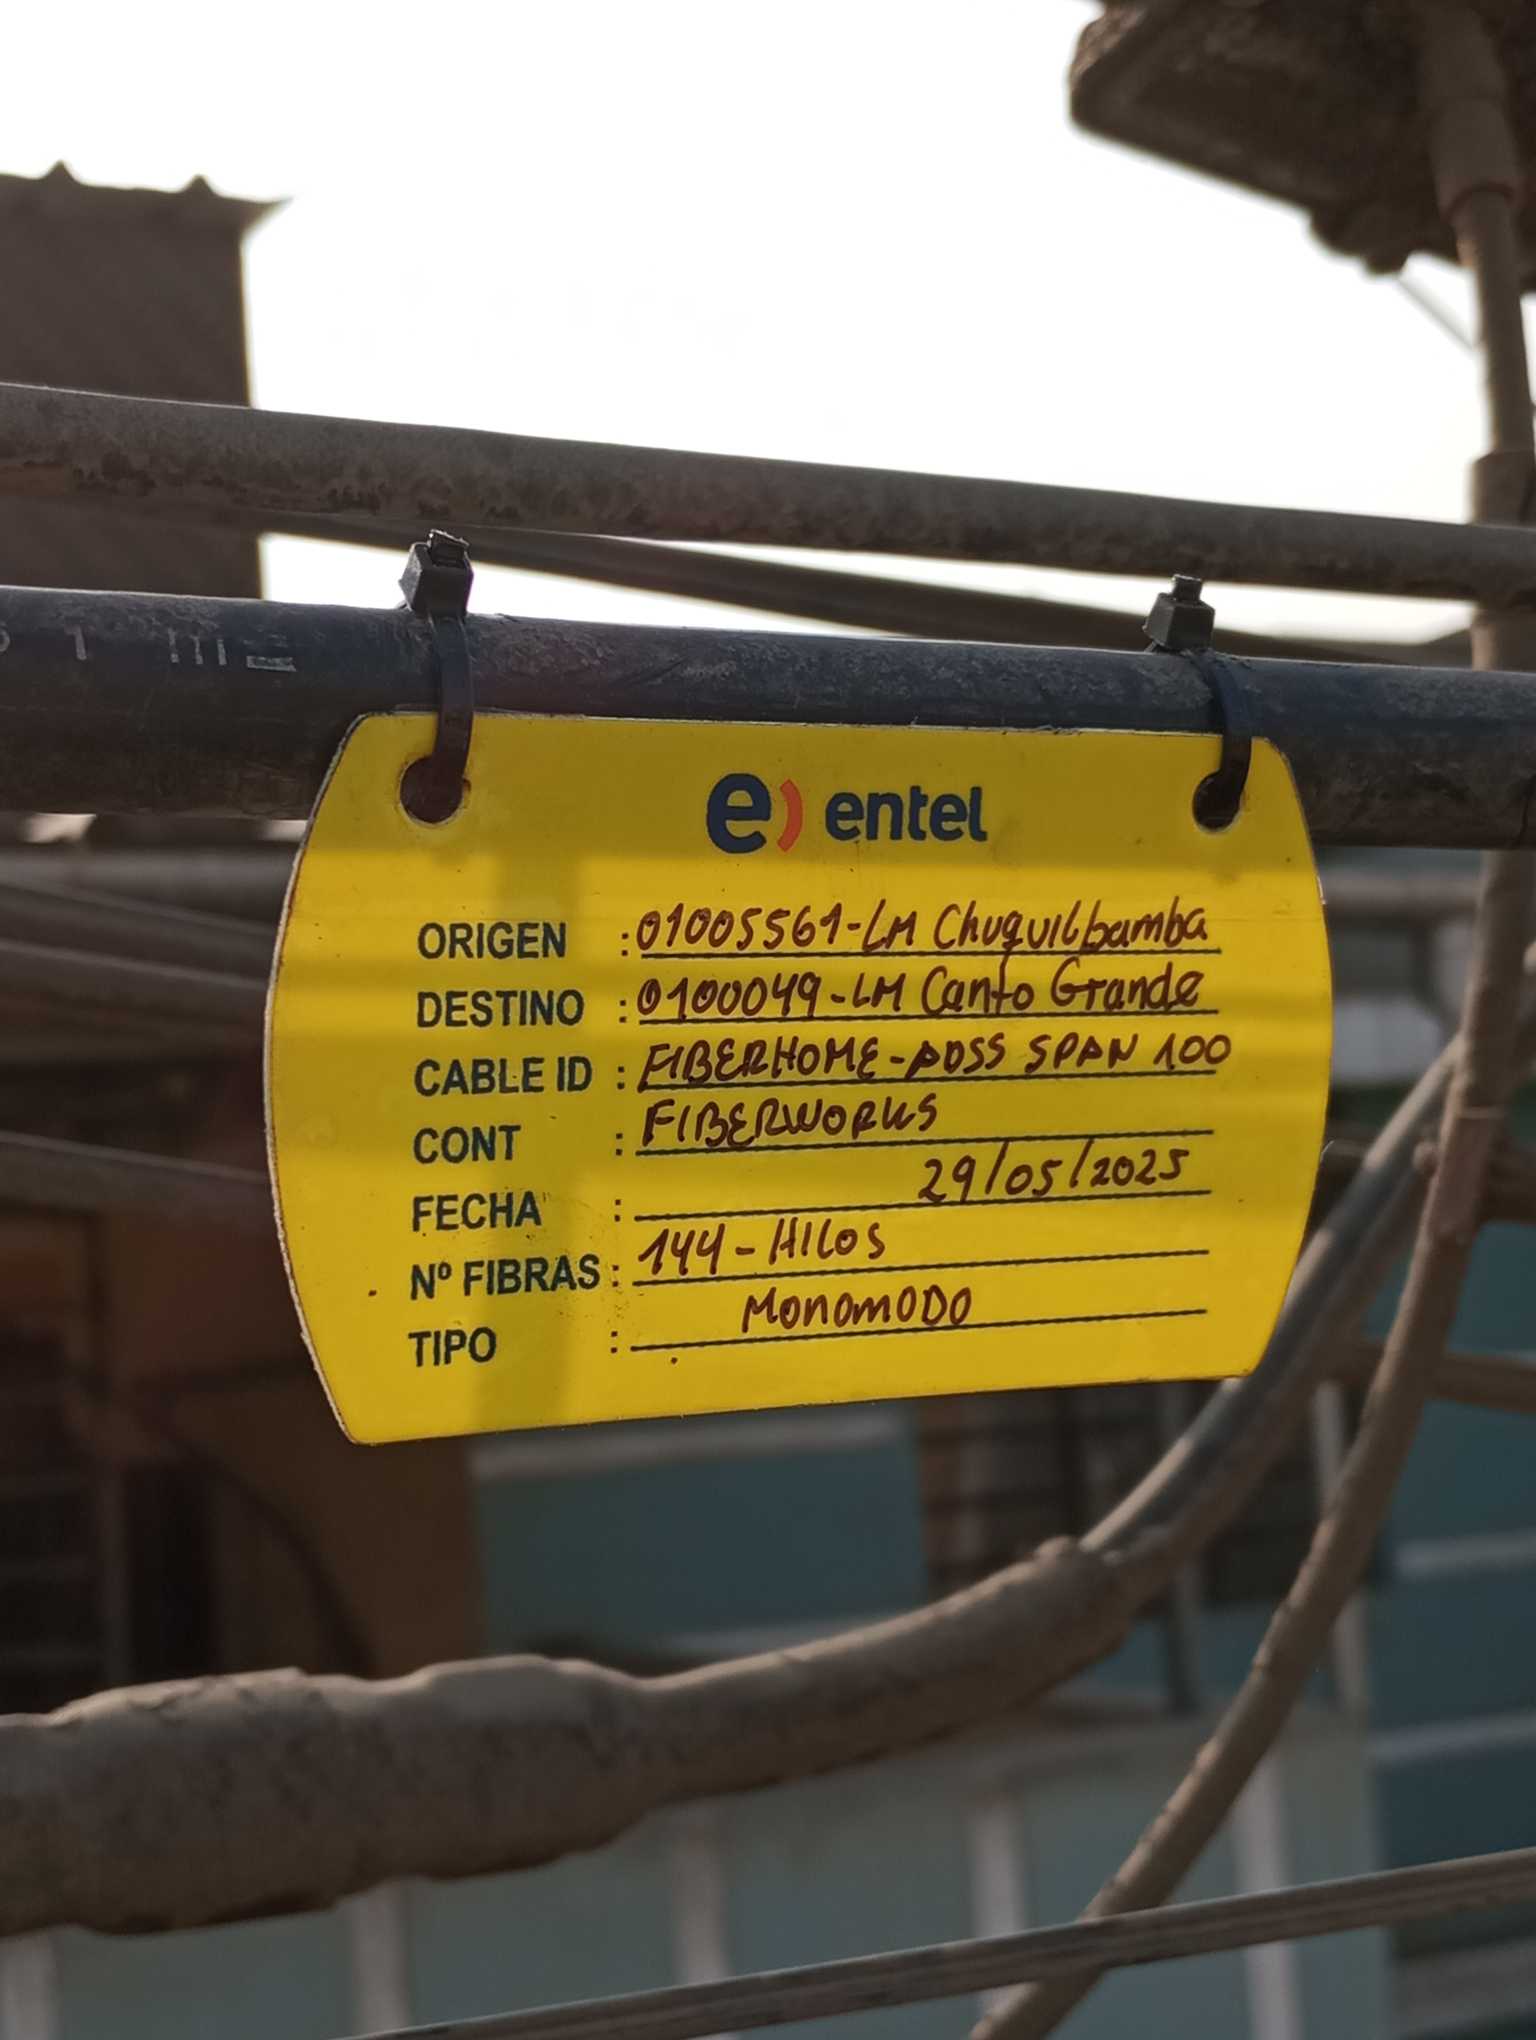 e) entel
ORIGEN : 01005561-LM Chuquilbamba
DESTINO : 0100049-LM Canto Grande
CABLE ID : FIBERHOME-ADSS SPAN 100
CONT : FIBERWORKS
FECHA : 29/05/2025
Nº FIBRAS : 144-HILOS
TIPO : MONOMODO